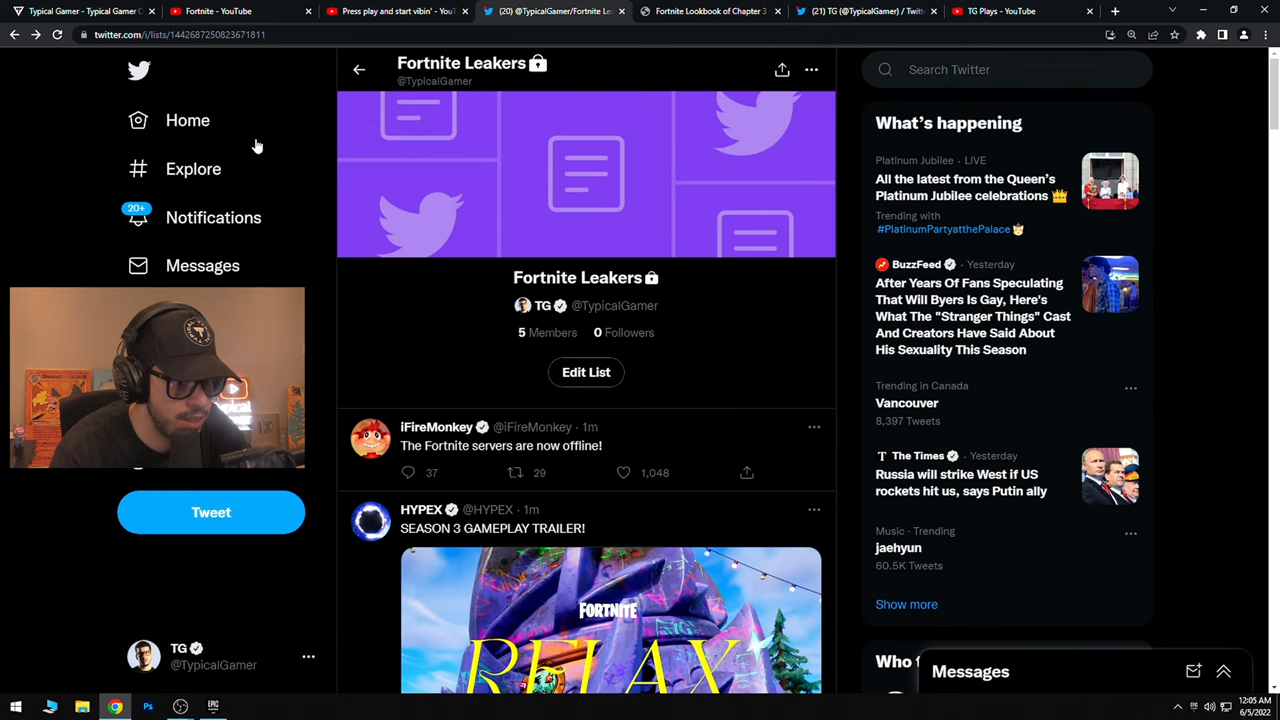 Typical Gamer - Typical Gamer
Fortnite - YouTube
Press play and start vibin' - YouT
(20) @TypicalGamer/Fortnite Le
Fortnite Lookbook of Chapter 3
(21) TG (@TypicalGamer) / Twitt
TG Plays - YouTube
twitter.com/i/lists/1442687250823671811
Home
Explore
20+
Notifications
Messages
Tweet
TG
@TypicalGamer
Fortnite Leakers
@TypicalGamer
Fortnite Leakers
TG @TypicalGamer
5 Members 0 Followers
Edit List
iFireMonkey @iFireMonkey · 1m
The Fortnite servers are now offline!
37 29 1,048
HYPEX @HYPEX · 1m
SEASON 3 GAMEPLAY TRAILER!
FORTNITE
RELAX
Search Twitter
What's happening
Platinum Jubilee · LIVE
All the latest from the Queen's
Platinum Jubilee celebrations
Trending with
#PlatinumPartyatthePalace
BuzzFeed · Yesterday
After Years Of Fans Speculating
That Will Byers Is Gay, Here's
What The "Stranger Things" Cast
And Creators Have Said About
His Sexuality This Season
Trending in Canada
Vancouver
8,397 Tweets
The Times · Yesterday
Russia will strike West if US
rockets hit us, says Putin ally
Music · Trending
jaehyun
60.5K Tweets
Show more
Messages
12:05 AM
6/5/2022